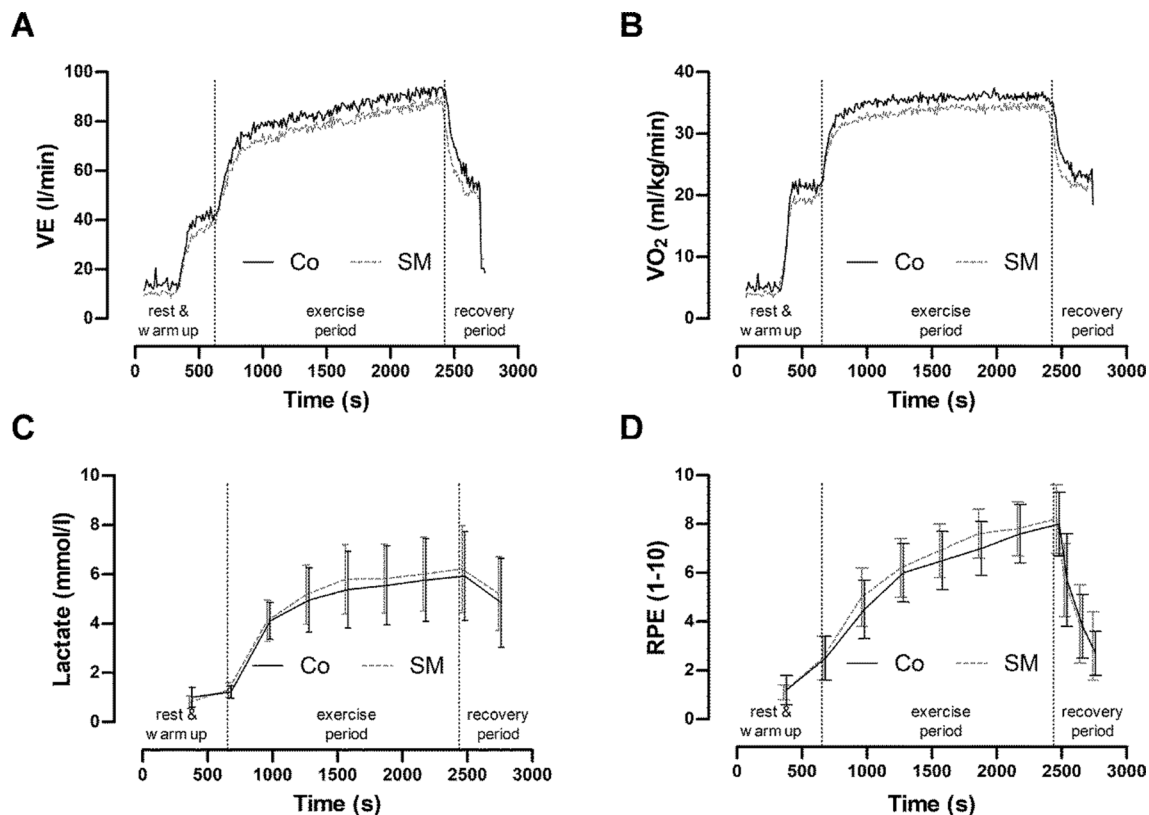 A
VE (l/min)
100
80
60
40
20
0
Co
SM
rest &
warm up
exercise
period
recovery
period
0 500 1000 1500 2000 2500 3000
Time (s)
B
VO2 (ml/kg/min)
40
30
20
10
0
Co
SM
rest &
warm up
exercise
period
recovery
period
0 500 1000 1500 2000 2500 3000
Time (s)
C
Lactate (mmol/l)
10
8
6
4
2
0
Co
SM
rest &
warm up
exercise
period
recovery
period
0 500 1000 1500 2000 2500 3000
Time (s)
D
RPE (1-10)
10
8
6
4
2
0
Co
SM
rest &
warm up
exercise
period
recovery
period
0 500 1000 1500 2000 2500 3000
Time (s)